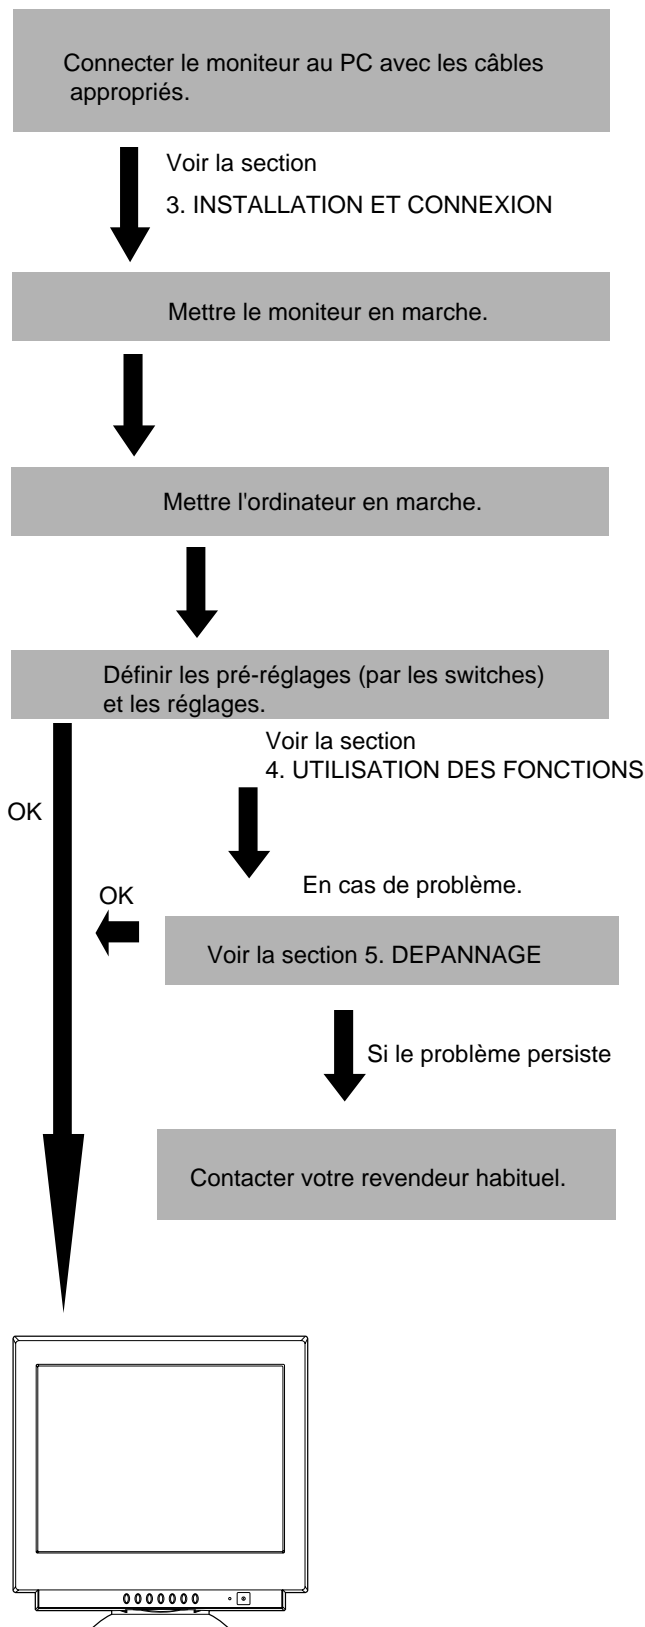 Connecter le moniteur au PC avec les câbles
appropriés.
Voir la section
3. INSTALLATION ET CONNEXION
Mettre le moniteur en marche.
Mettre l'ordinateur en marche.
Définir les pré-réglages (par les switches)
et les réglages.
Voir la section
4. UTILISATION DES FONCTIONS
OK
En cas de problème.
OK
Voir la section 5. DEPANNAGE
Si le problème persiste
Contacter votre revendeur habituel.